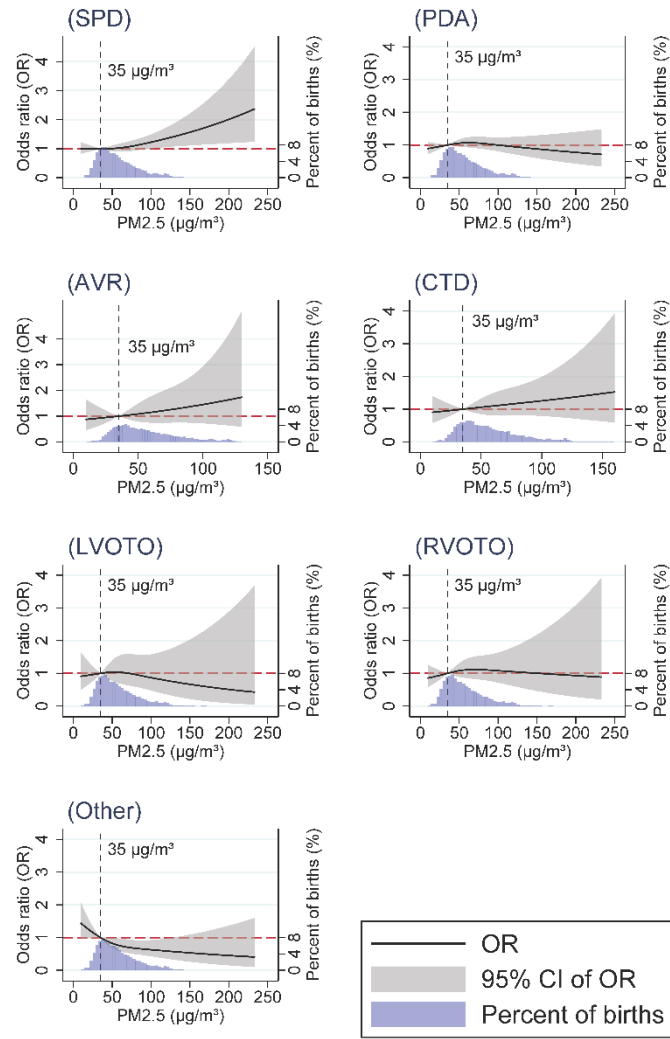 (SPD)
Odds ratio (OR)
0 1 2 3 4
35 µg/m³
0 4 8
Percent of births (%)
0 50 100 150 200 250
PM2.5 (µg/m³)
(PDA)
Odds ratio (OR)
0 1 2 3 4
35 µg/m³
0 4 8
Percent of births (%)
0 50 100 150 200 250
PM2.5 (µg/m³)
(AVR)
Odds ratio (OR)
0 1 2 3 4
35 µg/m³
0 4 8
Percent of births (%)
0 50 100 150
PM2.5 (µg/m³)
(CTD)
Odds ratio (OR)
0 1 2 3 4
35 µg/m³
0 4 8
Percent of births (%)
0 50 100 150
PM2.5 (µg/m³)
(LVOTO)
Odds ratio (OR)
0 1 2 3 4
35 µg/m³
0 4 8
Percent of births (%)
0 50 100 150 200 250
PM2.5 (µg/m³)
(RVOTO)
Odds ratio (OR)
0 1 2 3 4
35 µg/m³
0 4 8
Percent of births (%)
0 50 100 150 200 250
PM2.5 (µg/m³)
(Other)
Odds ratio (OR)
0 1 2 3 4
35 µg/m³
0 4 8
Percent of births (%)
0 50 100 150 200 250
PM2.5 (µg/m³)
OR
95% CI of OR
Percent of births